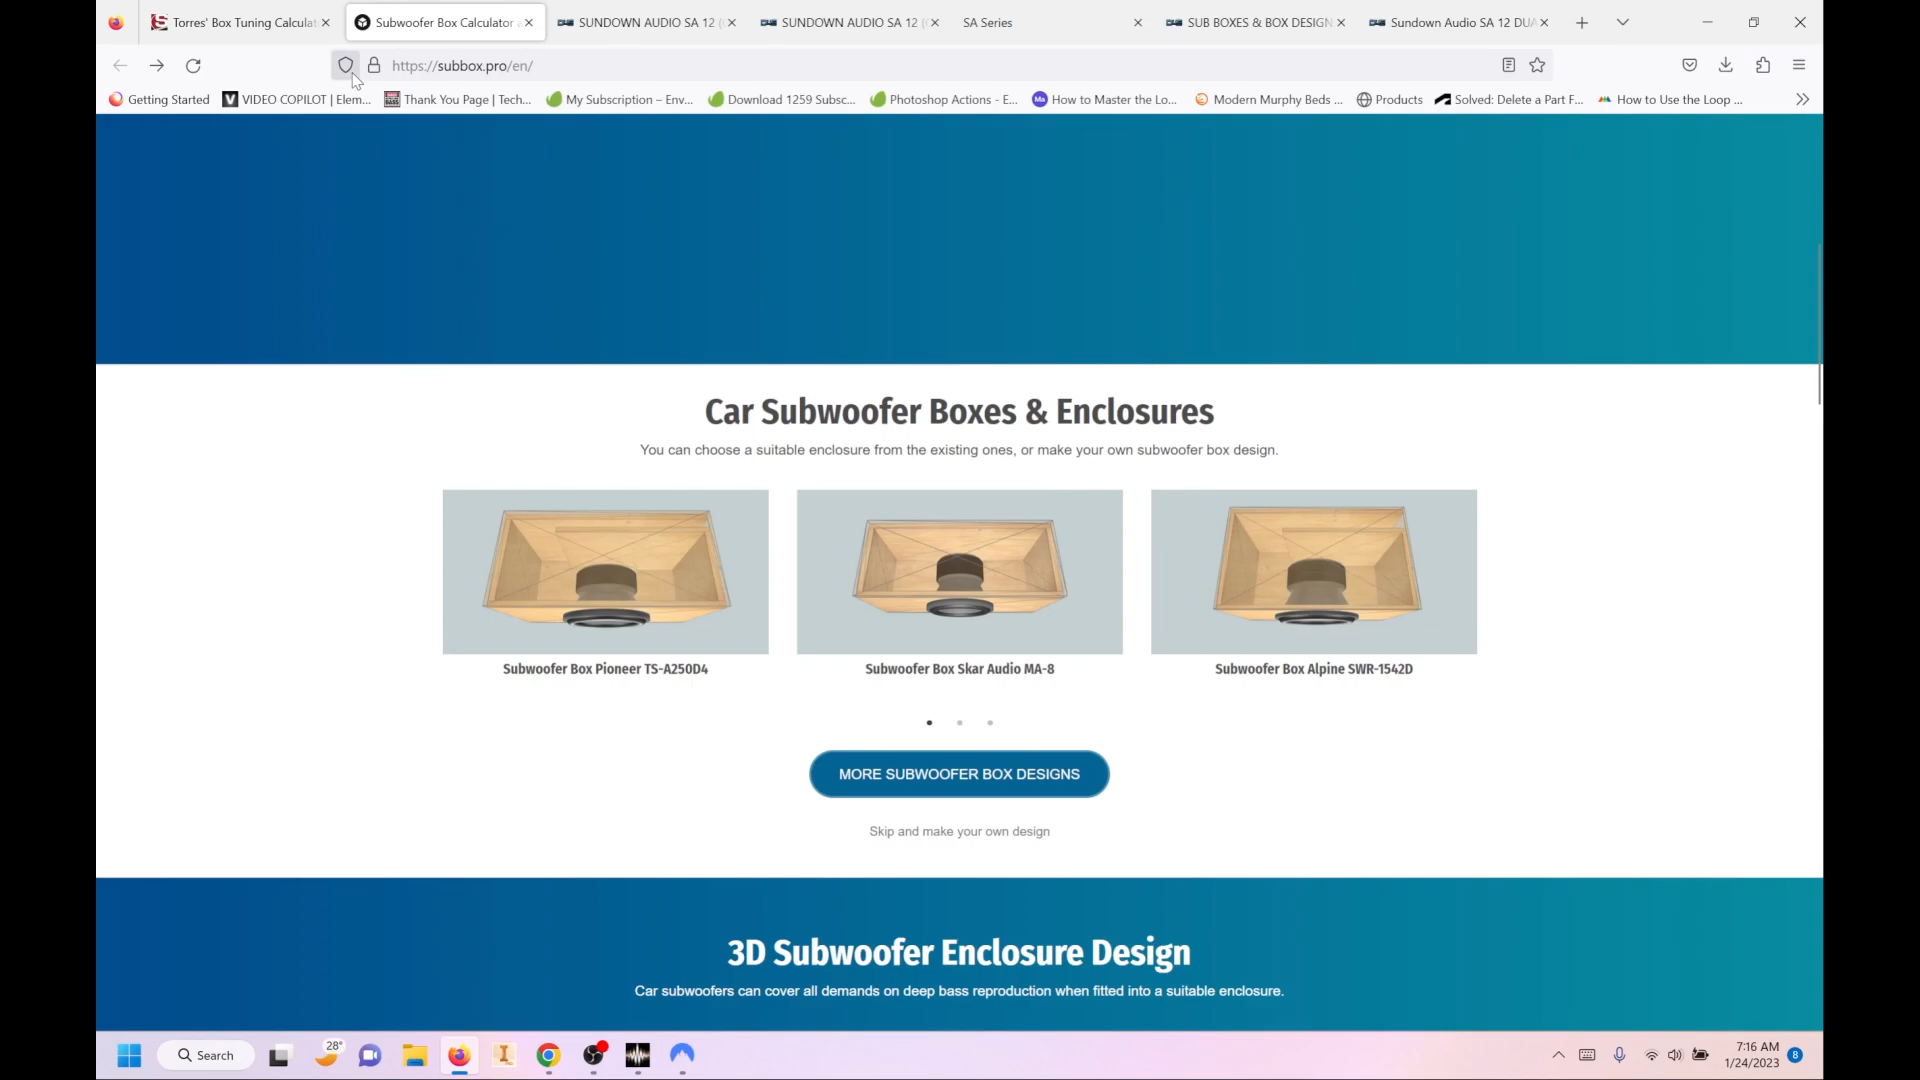 Torres' Box Tuning Calculat
Subwoofer Box Calculator a
SUNDOWN AUDIO SA 12 (
SUNDOWN AUDIO SA 12 (
SA Series
SUB BOXES & BOX DESIGN
Sundown Audio SA 12 DUA
https://subbox.pro/en/
Getting Started
VIDEO COPILOT | Elem...
Thank You Page | Tech...
My Subscription – Env...
Download 1259 Subsc...
Photoshop Actions - E...
How to Master the Lo...
Modern Murphy Beds ...
Products
Solved: Delete a Part F...
How to Use the Loop ...
Car Subwoofer Boxes & Enclosures
You can choose a suitable enclosure from the existing ones, or make your own subwoofer box design.
Subwoofer Box Pioneer TS-A250D4
Subwoofer Box Skar Audio MA-8
Subwoofer Box Alpine SWR-1542D
MORE SUBWOOFER BOX DESIGNS
Skip and make your own design
3D Subwoofer Enclosure Design
Car subwoofers can cover all demands on deep bass reproduction when fitted into a suitable enclosure.
Search
28°
7:16 AM
1/24/2023
8